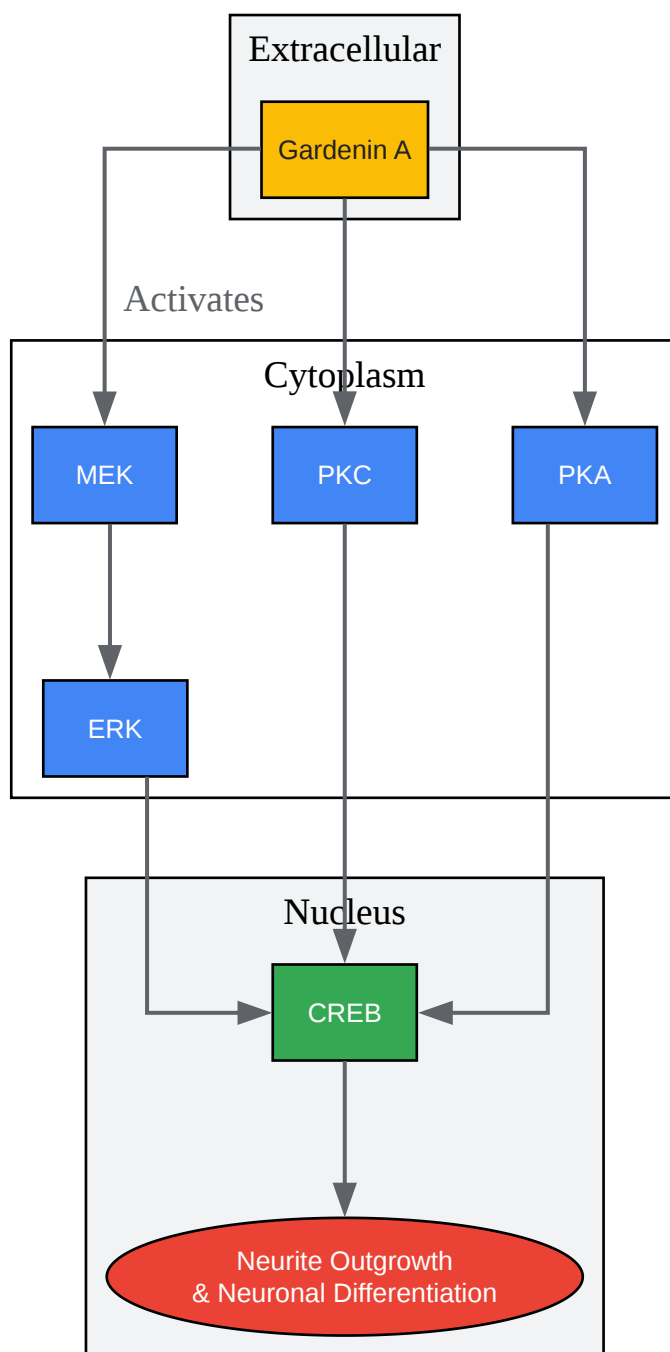 Extracellular
Gardenin A
Activates
Cytoplasm
MEK
PKC
PKA
ERK
Nucleus
CREB
Neurite Outgrowth
& Neuronal Differentiation